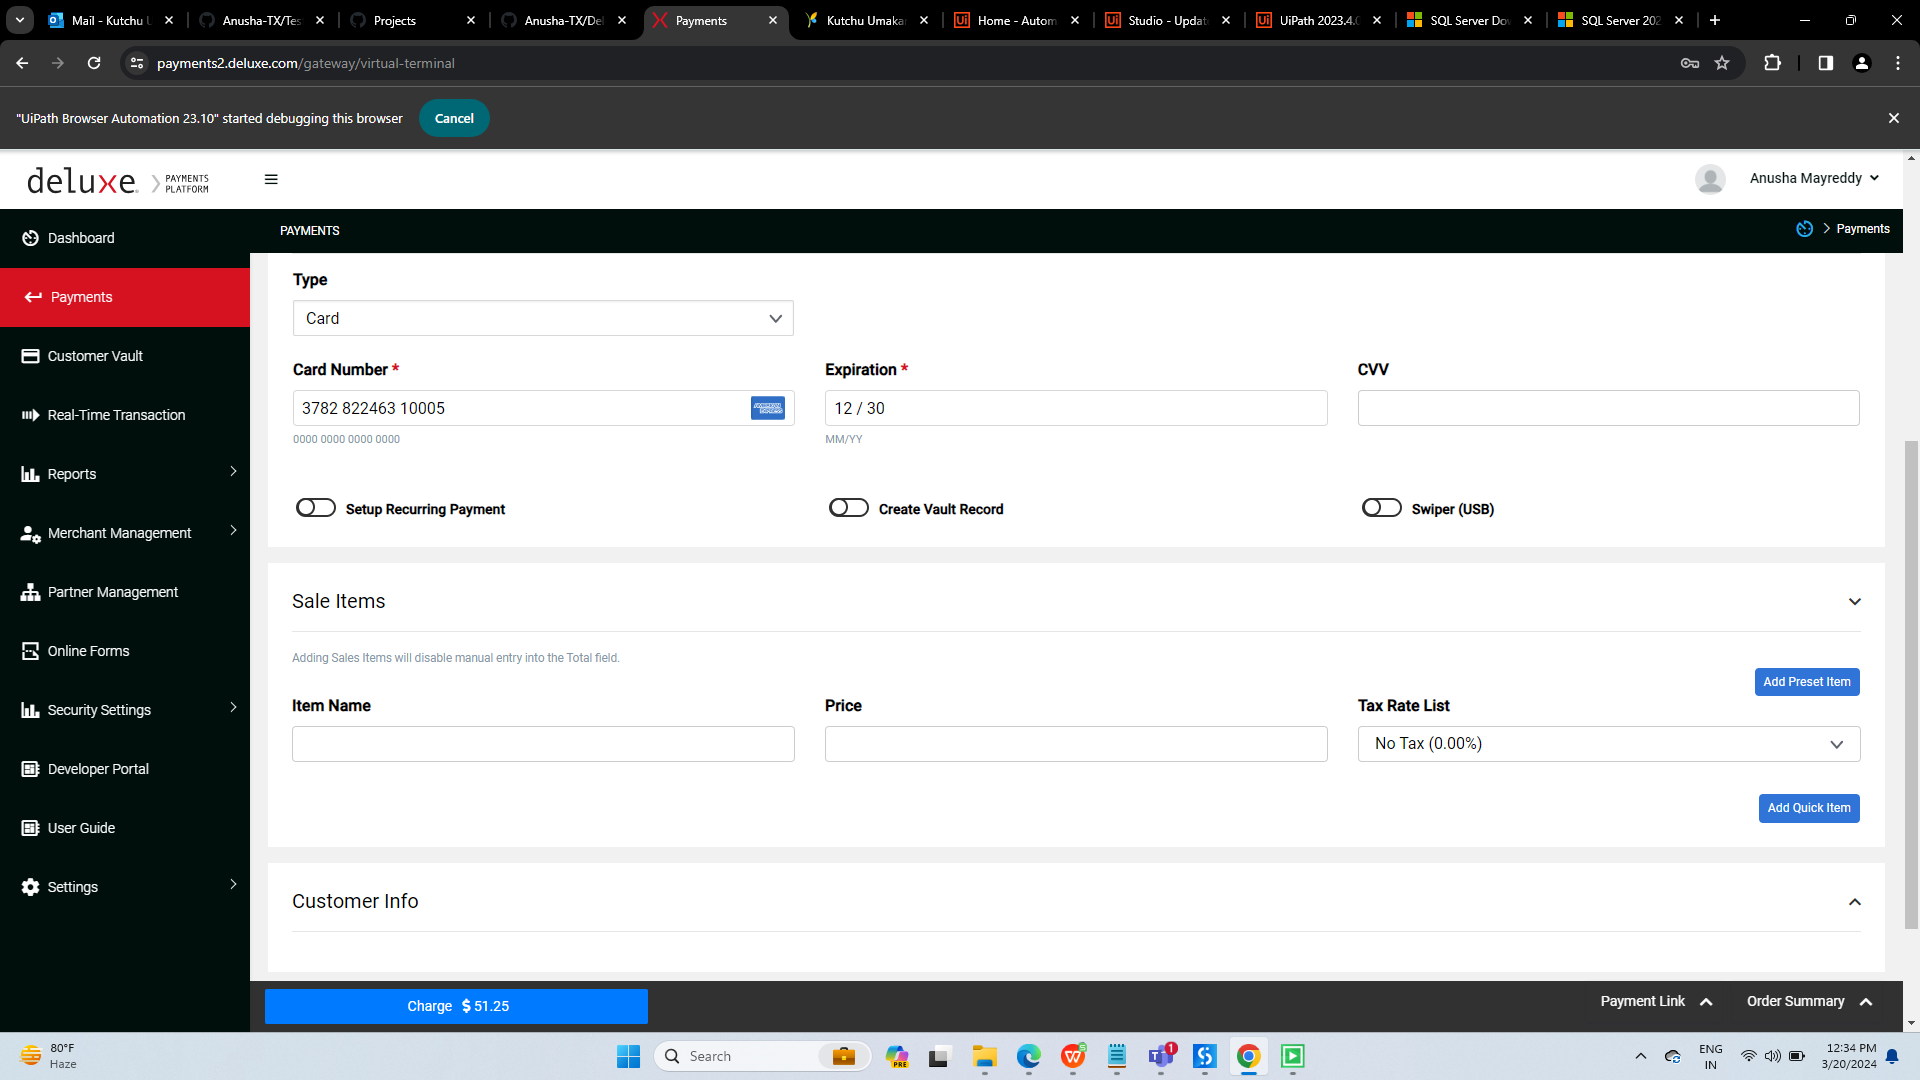 Mail - Kutchu U
Anusha-TX/Tes
Projects
Anusha-TX/Del
Payments
Kutchu Umakan
Home - Autom
Studio - Updat
UiPath 2023.4.0
SQL Server Do
SQL Server 202
payments2.deluxe.com/gateway/virtual-terminal
"UiPath Browser Automation 23.10" started debugging this browser
Cancel
deluxe. PAYMENTS PLATFORM
Anusha Mayreddy
Dashboard
PAYMENTS
Payments
Payments
Customer Vault
Real-Time Transaction
Reports
Merchant Management
Partner Management
Online Forms
Security Settings
Developer Portal
User Guide
Settings
Type
Card
Card Number *
Expiration *
CVV
3782 822463 10005
AMERICAN EXPRESS
12 / 30
0000 0000 0000 0000
MM/YY
Setup Recurring Payment
Create Vault Record
Swiper (USB)
Sale Items
Adding Sales Items will disable manual entry into the Total field.
Add Preset Item
Item Name
Price
Tax Rate List
No Tax (0.00%)
Add Quick Item
Customer Info
Charge $ 51.25
Payment Link
Order Summary
80°F
Haze
Search
PRE
1
ENG
IN
12:34 PM
3/20/2024